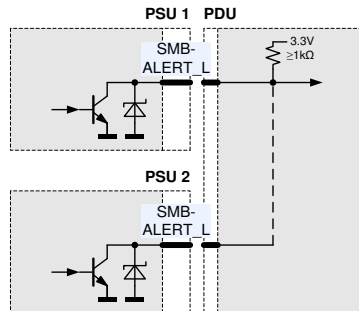 PSU 1 PDU
SMB-
ALERT_L
3.3V
≥1kΩ
PSU 2
SMB-
ALERT_L